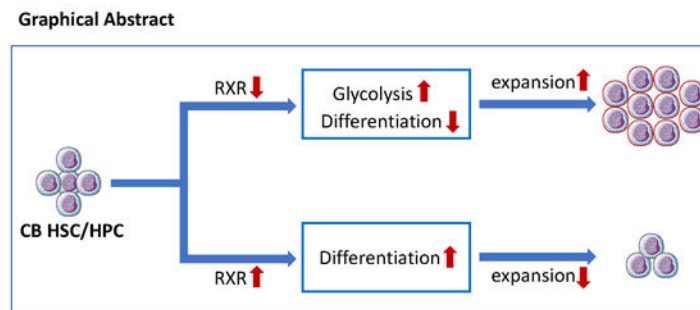 Graphical Abstract
RXR
Glycolysis
Differentiation
expansion
CB HSC/HPC
RXR
Differentiation
expansion